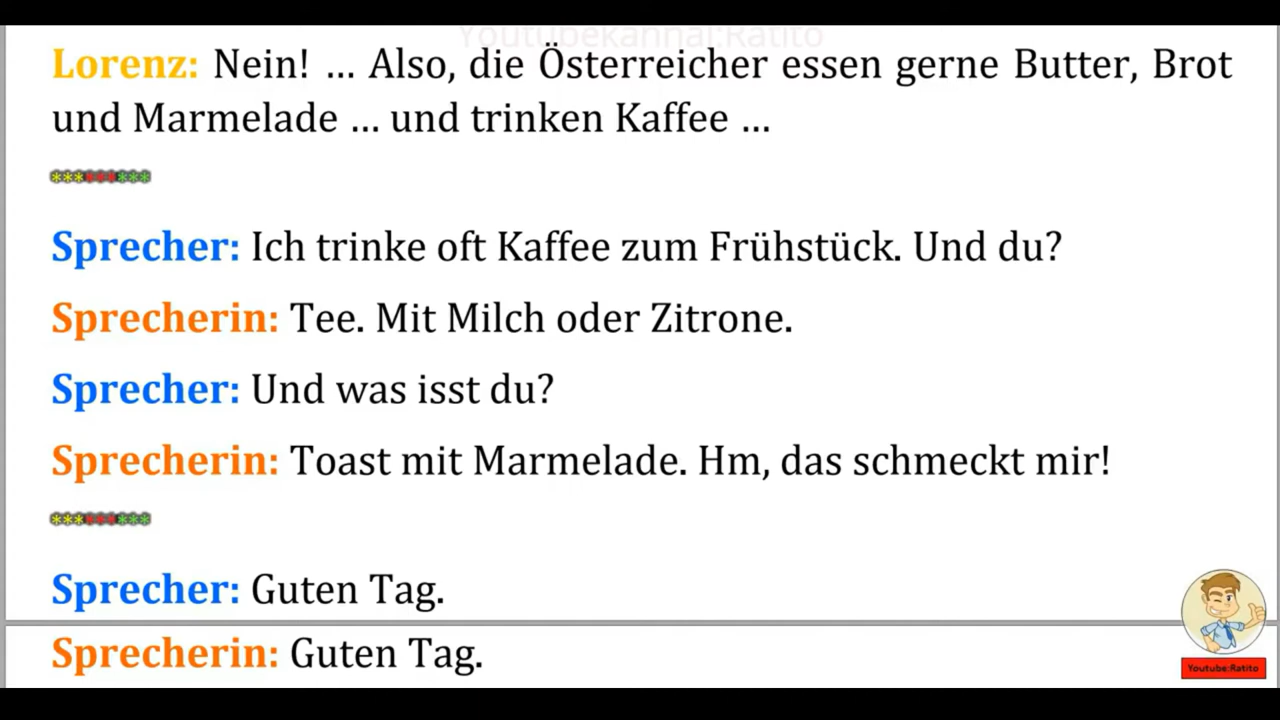 Youtubekannal:Ratito
Lorenz: Nein! ... Also, die Österreicher essen gerne Butter, Brot
und Marmelade ... und trinken Kaffee ...
*********
Sprecher: Ich trinke oft Kaffee zum Frühstück. Und du?
Sprecherin: Tee. Mit Milch oder Zitrone.
Sprecher: Und was isst du?
Sprecherin: Toast mit Marmelade. Hm, das schmeckt mir!
*********
Sprecher: Guten Tag.
Sprecherin: Guten Tag.
Youtube:Ratito